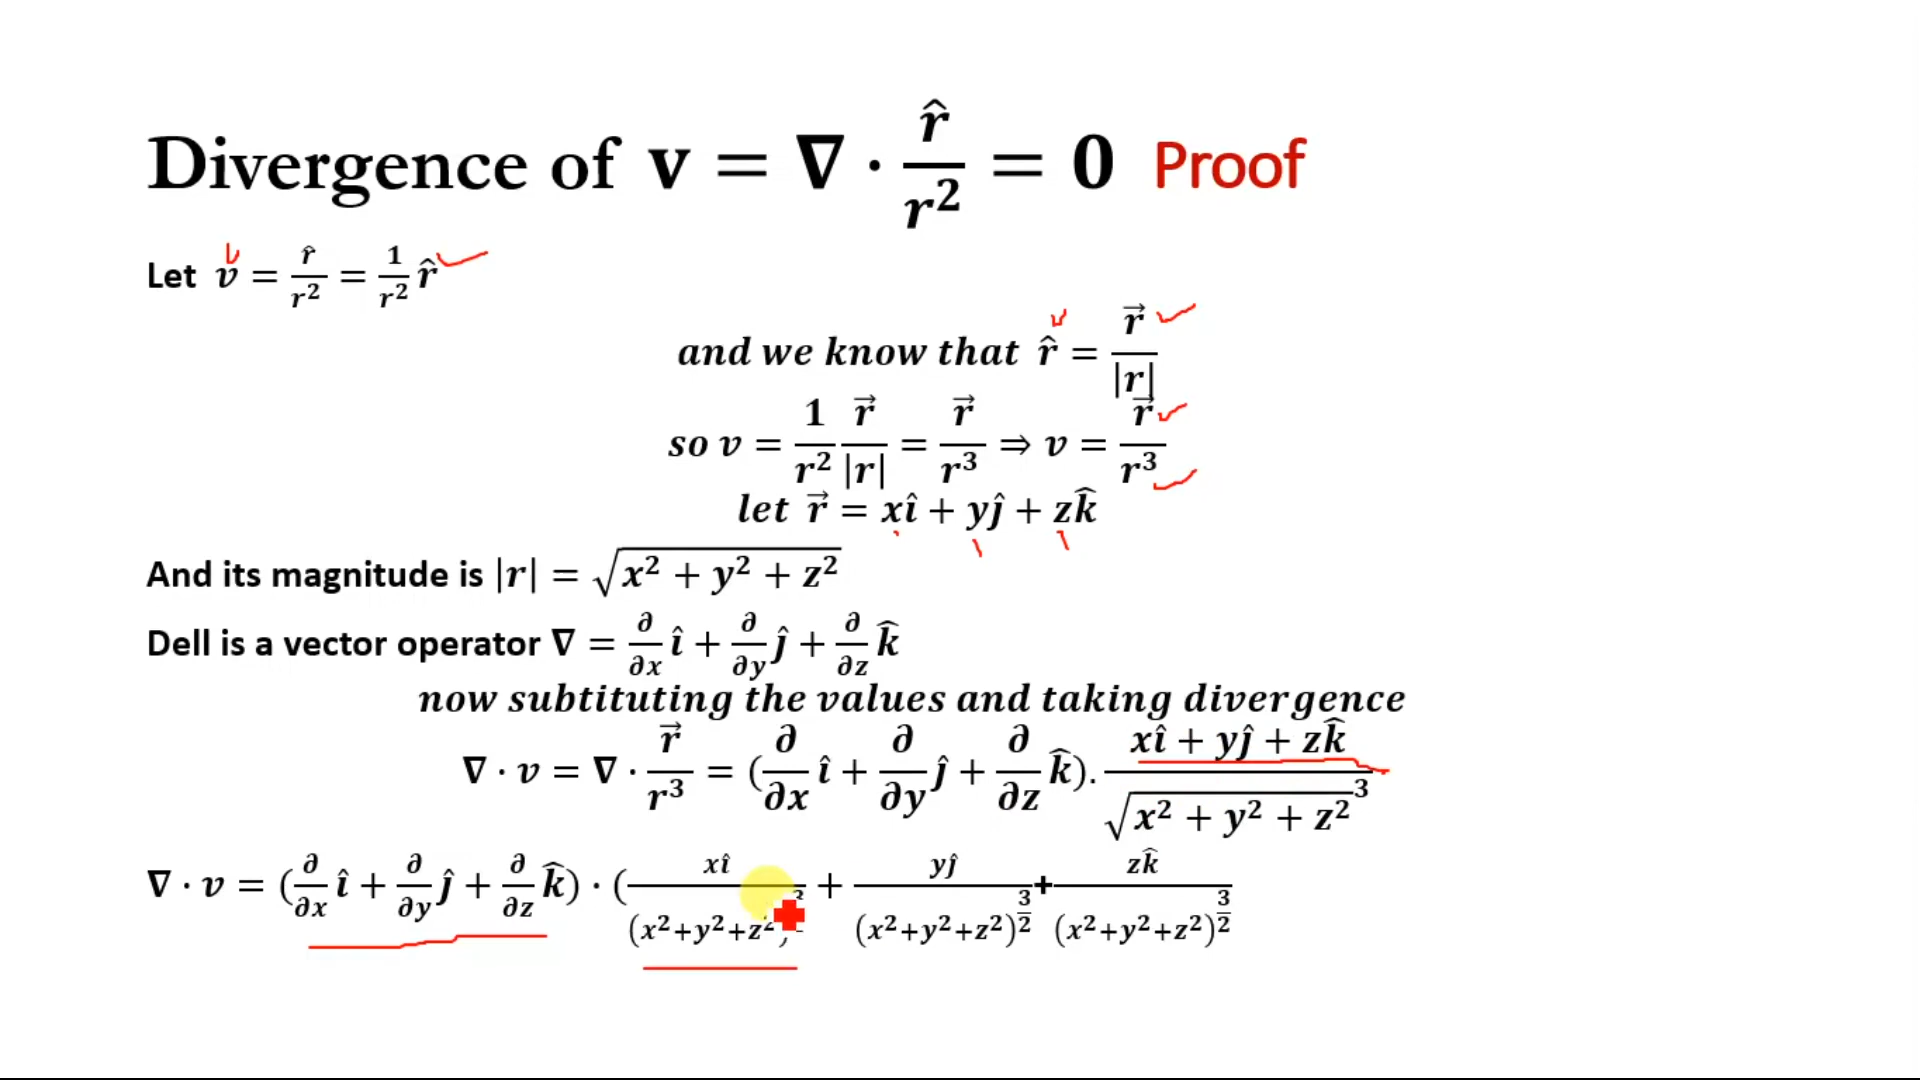 Divergence of v = ∇ · r̂/r² = 0 Proof
Let v = r̂/r² = 1/r² r̂
and we know that r̂ = r⃗/|r|
so v = 1/r² r⃗/|r| = r⃗/r³ ⇒ v = r⃗/r³
let r⃗ = xî + yĵ + zk̂
And its magnitude is |r| = √(x² + y² + z²)
Dell is a vector operator ∇ = ∂/∂x î + ∂/∂y ĵ + ∂/∂z k̂
now subtituting the values and taking divergence
∇ · v = ∇ · r⃗/r³ = (∂/∂x î + ∂/∂y ĵ + ∂/∂z k̂). (xî + yĵ + zk̂)/√(x² + y² + z²)³
∇ · v = (∂/∂x î + ∂/∂y ĵ + ∂/∂z k̂) · (xî/(x²+y²+z²)^(3/2) + yĵ/(x²+y²+z²)^(3/2) + zk̂/(x²+y²+z²)^(3/2)